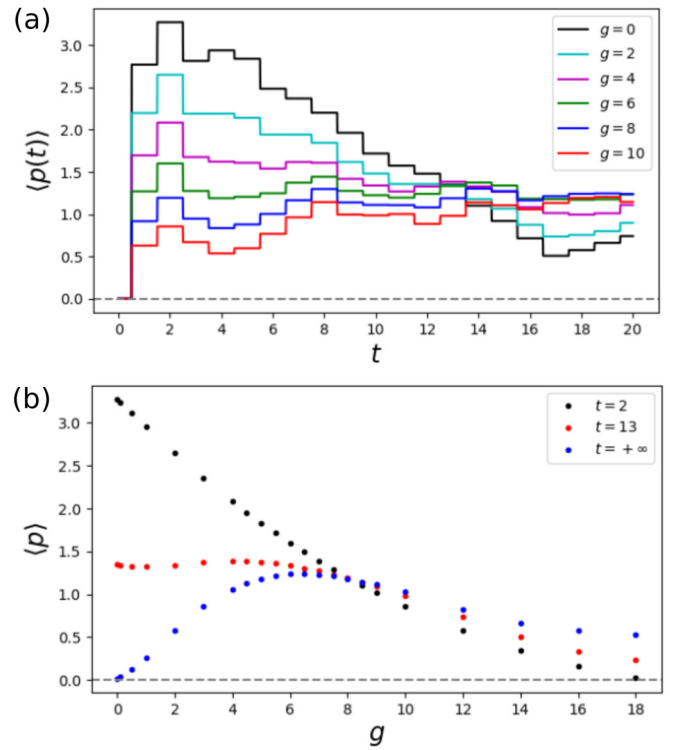 (a)
⟨p(t)⟩
3.0
2.5
2.0
1.5
1.0
0.5
0.0
g = 0
g = 2
g = 4
g = 6
g = 8
g = 10
0 2 4 6 8 10 12 14 16 18 20
t
(b)
⟨p⟩
3.0
2.5
2.0
1.5
1.0
0.5
0.0
t = 2
t = 13
t = +∞
0 2 4 6 8 10 12 14 16 18
g